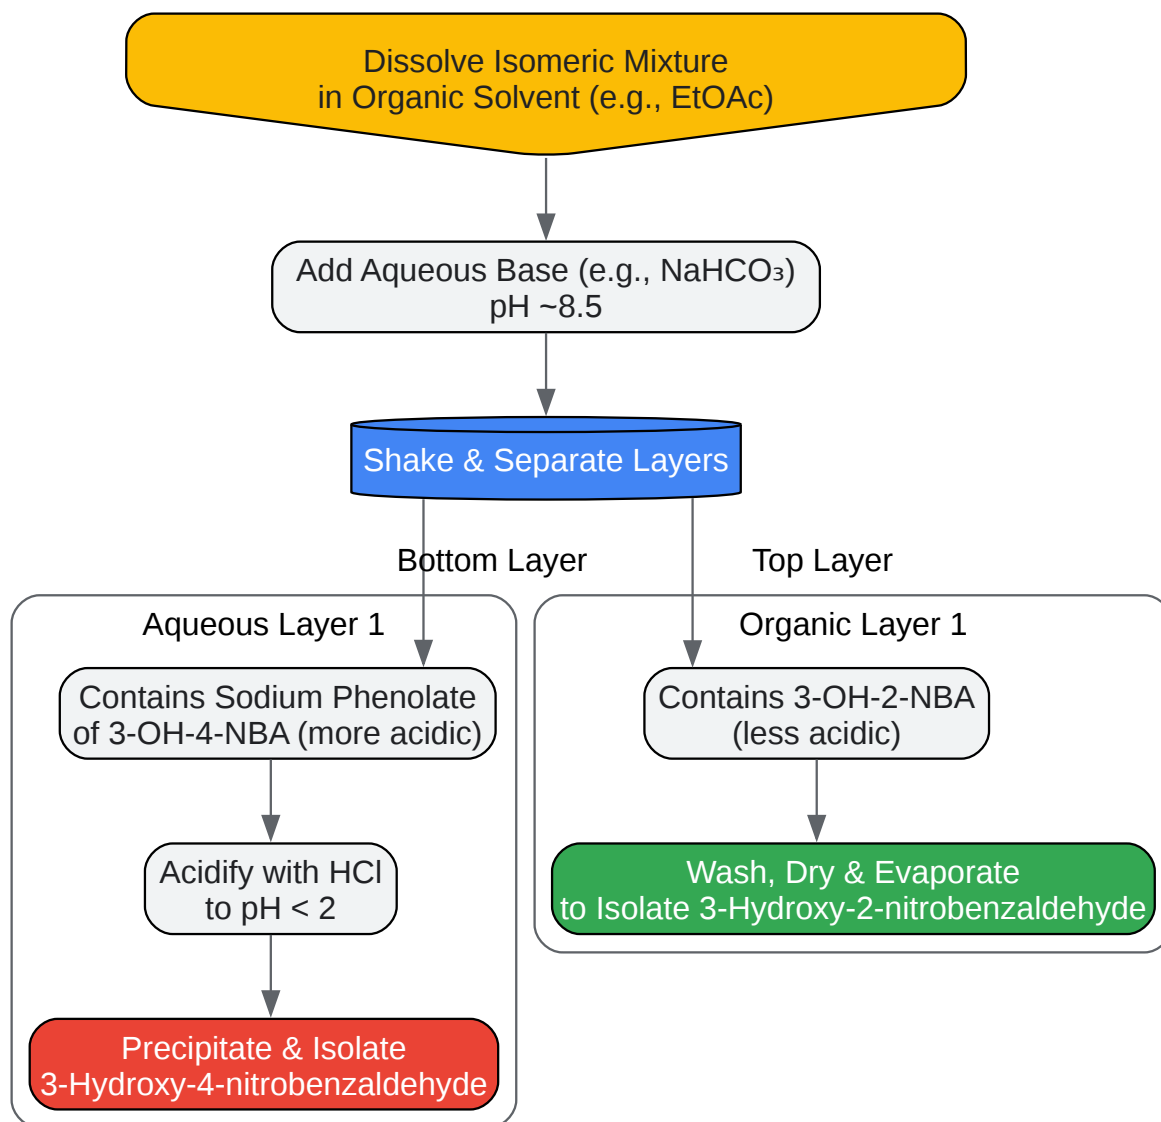 Dissolve Isomeric Mixture
in Organic Solvent (e.g., EtOAc)
Add Aqueous Base (e.g., NaHCO₃)
pH ~8.5
Shake & Separate Layers
Bottom Layer
Top Layer
Aqueous Layer 1
Contains Sodium Phenolate
of 3-OH-4-NBA (more acidic)
Acidify with HCl
to pH < 2
Precipitate & Isolate
3-Hydroxy-4-nitrobenzaldehyde
Organic Layer 1
Contains 3-OH-2-NBA
(less acidic)
Wash, Dry & Evaporate
to Isolate 3-Hydroxy-2-nitrobenzaldehyde